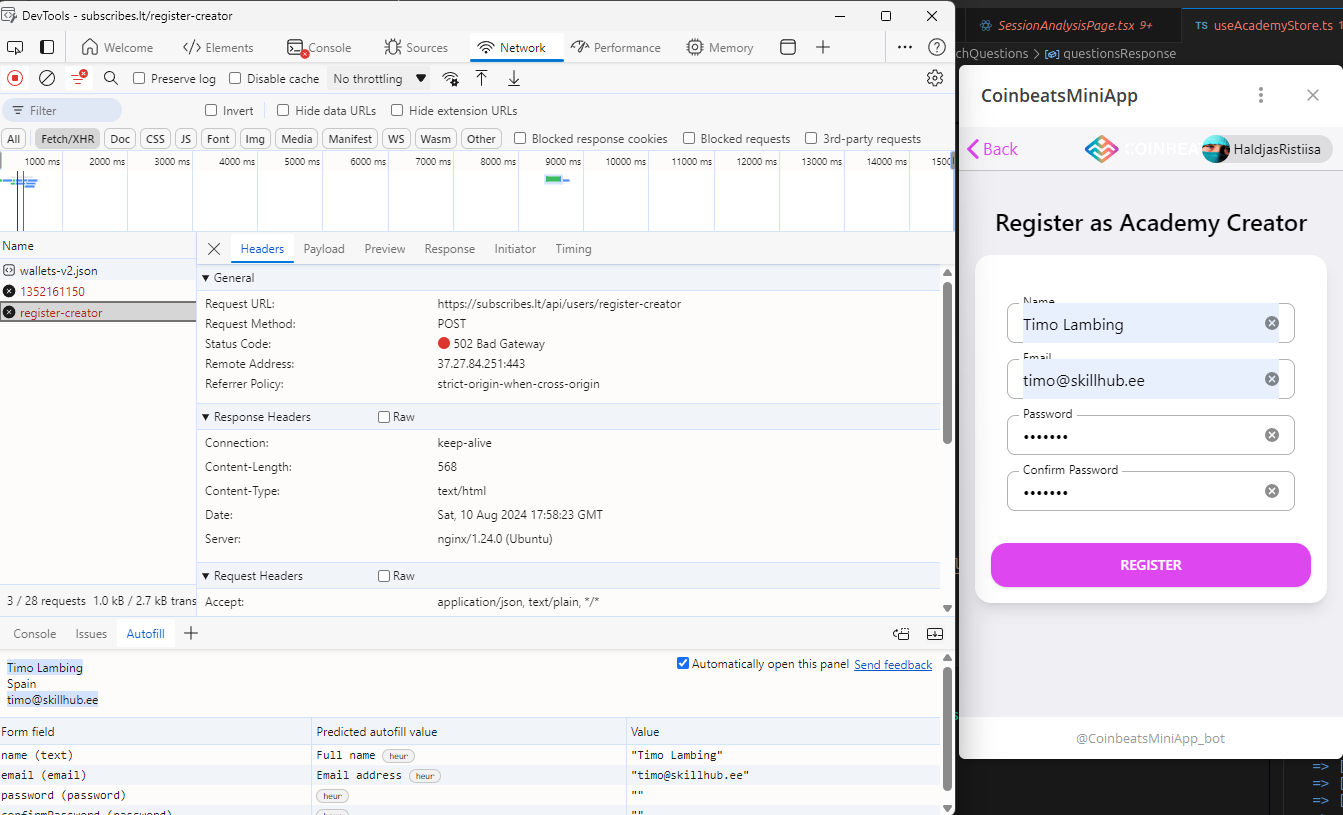 DevTools - subscribes.lt/register-creator
Welcome Elements Console Sources Network Performance Memory
Preserve log Disable cache No throttling
Filter Invert Hide data URLs Hide extension URLs
All Fetch/XHR Doc CSS JS Font Img Media Manifest WS Wasm Other Blocked response cookies Blocked requests 3rd-party requests
1000 ms 2000 ms 3000 ms 4000 ms 5000 ms 6000 ms 7000 ms 8000 ms 9000 ms 10000 ms 11000 ms 12000 ms 13000 ms 14000 ms 1500
Name
wallets-v2.json
1352161150
register-creator
3 / 28 requests 1.0 kB / 2.7 kB trans
Headers Payload Preview Response Initiator Timing
General
Request URL: https://subscribes.lt/api/users/register-creator
Request Method: POST
Status Code: 502 Bad Gateway
Remote Address: 37.27.84.251:443
Referrer Policy: strict-origin-when-cross-origin
Response Headers Raw
Connection: keep-alive
Content-Length: 568
Content-Type: text/html
Date: Sat, 10 Aug 2024 17:58:23 GMT
Server: nginx/1.24.0 (Ubuntu)
Request Headers Raw
Accept: application/json, text/plain, */*
Console Issues Autofill
Timo Lambing
Spain
timo@skillhub.ee
Automatically open this panel Send feedback
Form field Predicted autofill value Value
name (text) Full name heur "Timo Lambing"
email (email) Email address heur "timo@skillhub.ee"
password (password) heur ""
confirmPassword (password) heur ""
SessionAnalysisPage.tsx 9+ TS useAcademyStore.ts 1
chQuestions > questionsResponse
CoinbeatsMiniApp
Back COINHEA HaldjasRistiisa
Register as Academy Creator
Name
Timo Lambing
Email
timo@skillhub.ee
Password
•••••••
Confirm Password
•••••••
REGISTER
@CoinbeatsMiniApp_bot
=> [
=> [
=> [